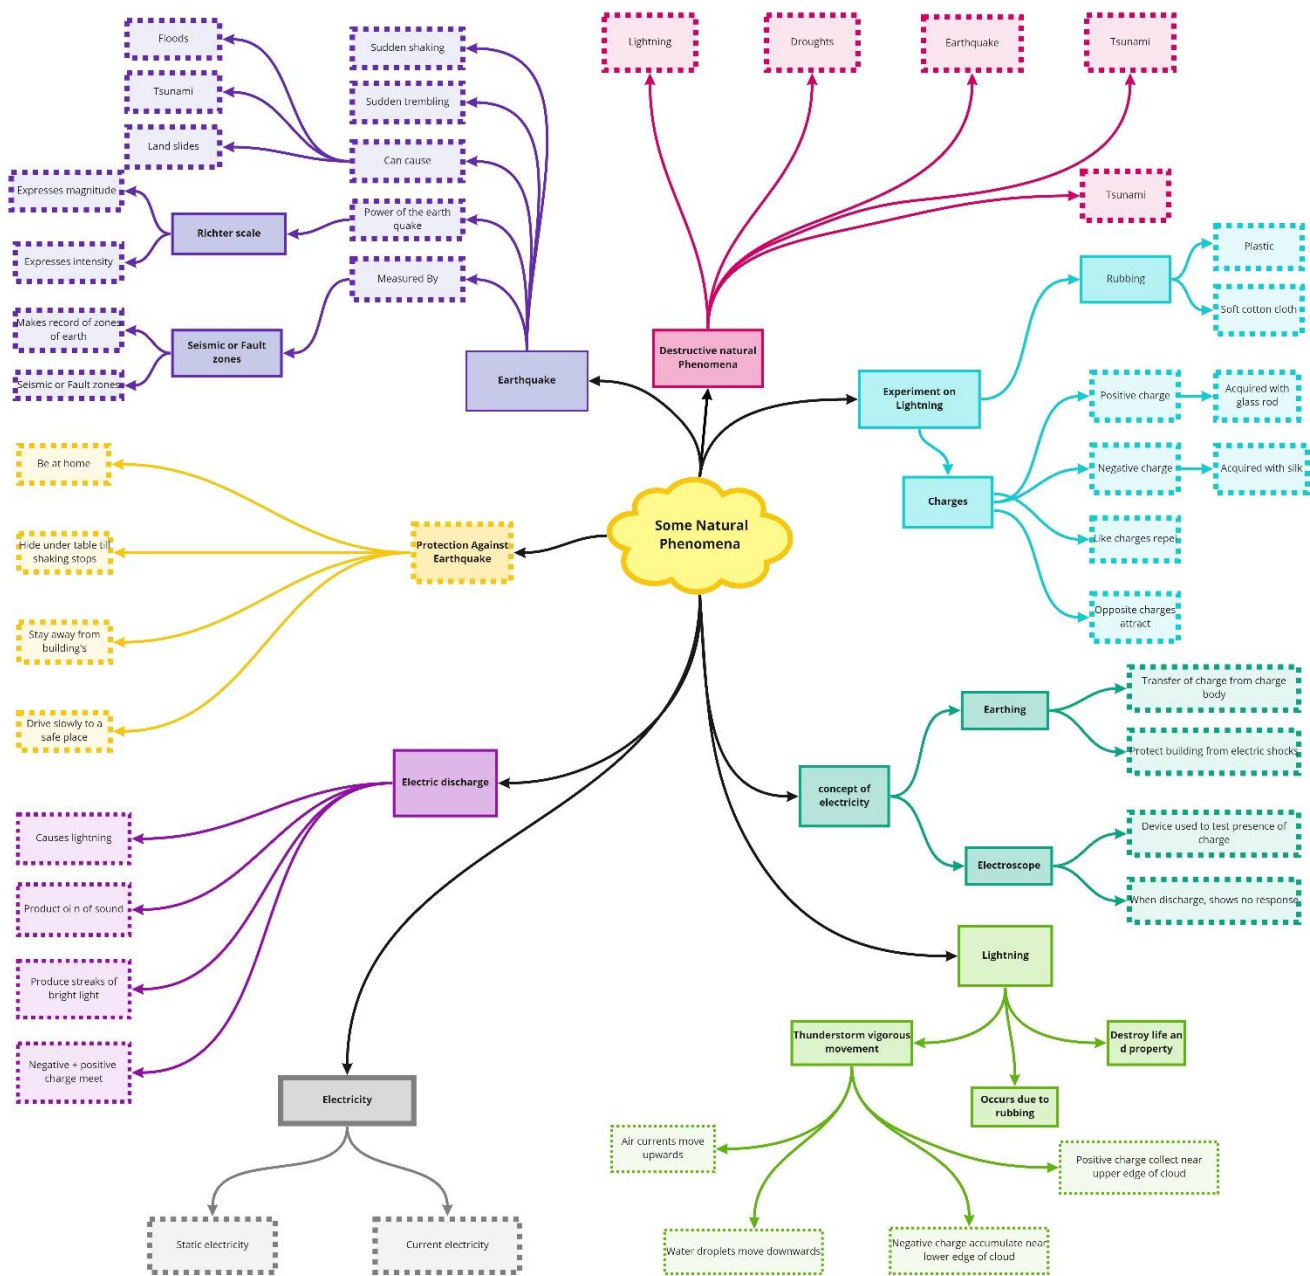 Some Natural
Phenomena
Destructive natural
Phenomena
Lightning
Droughts
Earthquake
Tsunami
Tsunami
Earthquake
Sudden shaking
Sudden trembling
Can cause
Floods
Tsunami
Land slides
Power of the earth
quake
Richter scale
Expresses magnitude
Expresses intensity
Measured By
Seismic or Fault
zones
Makes record of zones
of earth
Seismic or Fault zones
Experiment on
Lightning
Rubbing
Plastic
Soft cotton cloth
Charges
Positive charge
Acquired with
glass rod
Negative charge
Acquired with silk
Like charges repel
Opposite charges
attract
Protection Against
Earthquake
Be at home
Hide under table till
shaking stops
Stay away from
building's
Drive slowly to a
safe place
concept of
electricity
Earthing
Transfer of charge from charge
body
Protect building from electric shocks
Electroscope
Device used to test presence of
charge
When discharge, shows no response
Electric discharge
Causes lightning
Product oi n of sound
Produce streaks of
bright light
Negative + positive
charge meet
Lightning
Thunderstorm vigorous
movement
Destroy life an
d property
Occurs due to
rubbing
Air currents move
upwards
Water droplets move downwards
Negative charge accumulate near
lower edge of cloud
Positive charge collect near
upper edge of cloud
Electricity
Static electricity
Current electricity